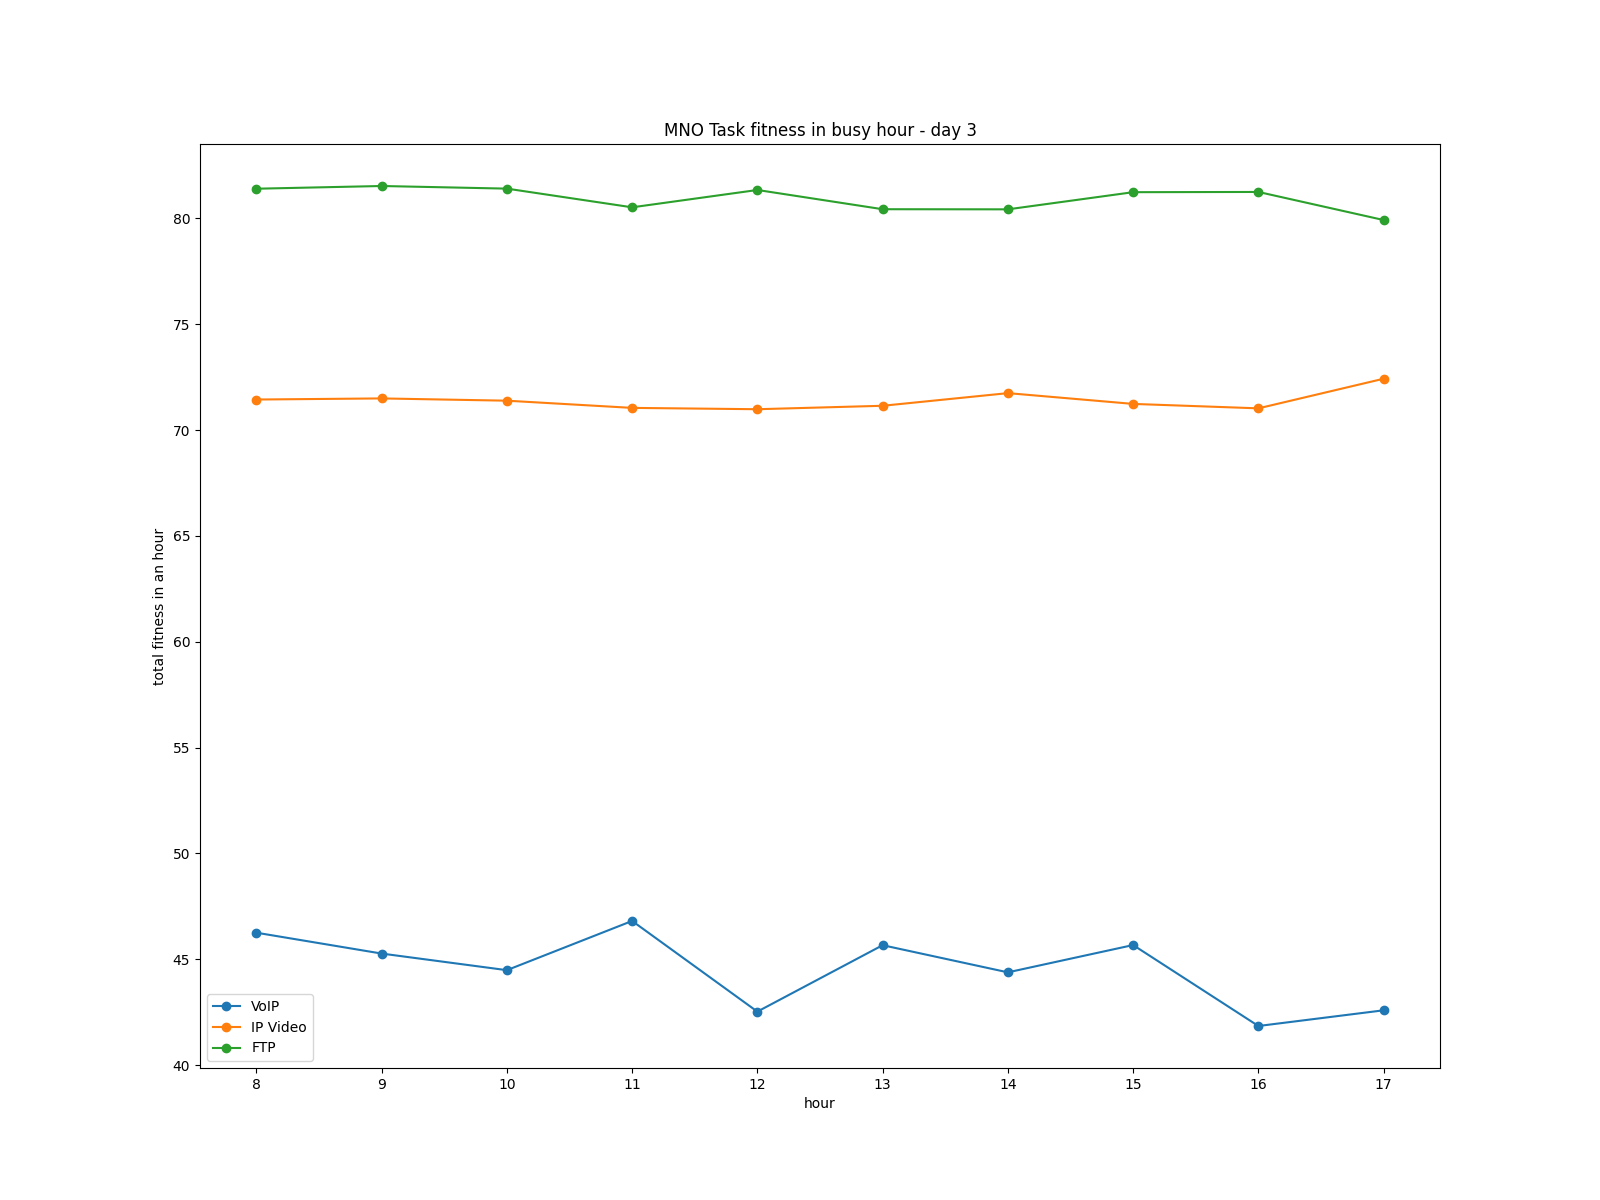 MNO Task fitness in busy hour - day 3
total fitness in an hour
80
75
70
65
60
55
50
45
40
VoIP
IP Video
FTP
8 9 10 11 12 13 14 15 16 17
hour